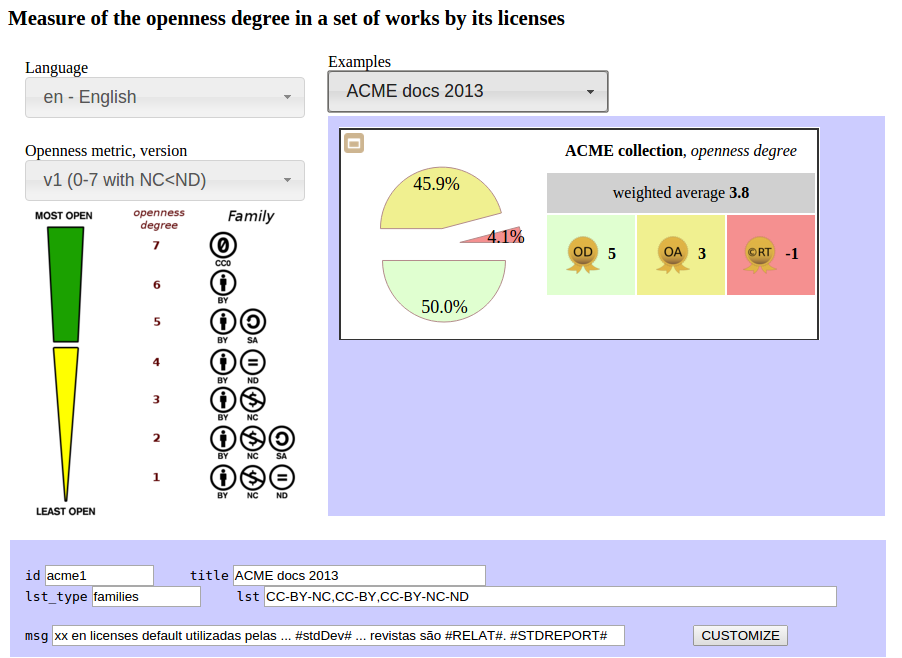 Measure of the openness degree in a set of works by its licenses
Language
en - English
Openness metric, version
v1 (0-7 with NC<ND)
Examples
ACME docs 2013
MOST OPEN
openness
degree
Family
7
0
CC0
6
BY
5
BY SA
4
BY ND
3
BY NC
2
BY NC SA
1
BY NC ND
LEAST OPEN
45.9%
4.1%
50.0%
ACME collection, openness degree
weighted average 3.8
OD 5
OA 3
©RT -1
id acme1 title ACME docs 2013
lst_type families lst CC-BY-NC,CC-BY,CC-BY-NC-ND
msg xx en licenses default utilizadas pelas ... #stdDev# ... revistas são #RELAT#. #STDREPORT# CUSTOMIZE